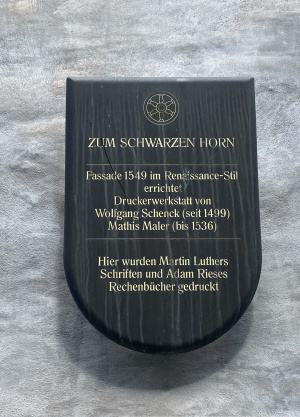 ZUM SCHWARZEN HORN
Fassade 1549 im Renaissance-Stil
errichtet
Druckerwerkstatt von
Wolfgang Schenck (seit 1499)
Mathis Maler (bis 1536)
Hier wurden Martin Luthers
Schriften und Adam Rieses
Rechenbücher gedruckt